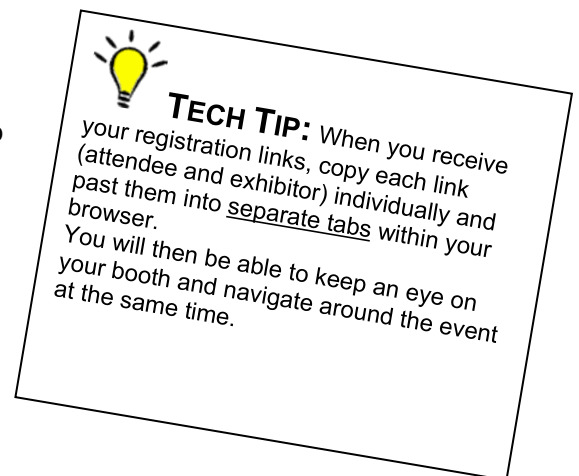 TECH TIP: When you receive
your registration links, copy each link
(attendee and exhibitor) individually and
past them into separate tabs within your
browser.
You will then be able to keep an eye on
your booth and navigate around the event
at the same time.